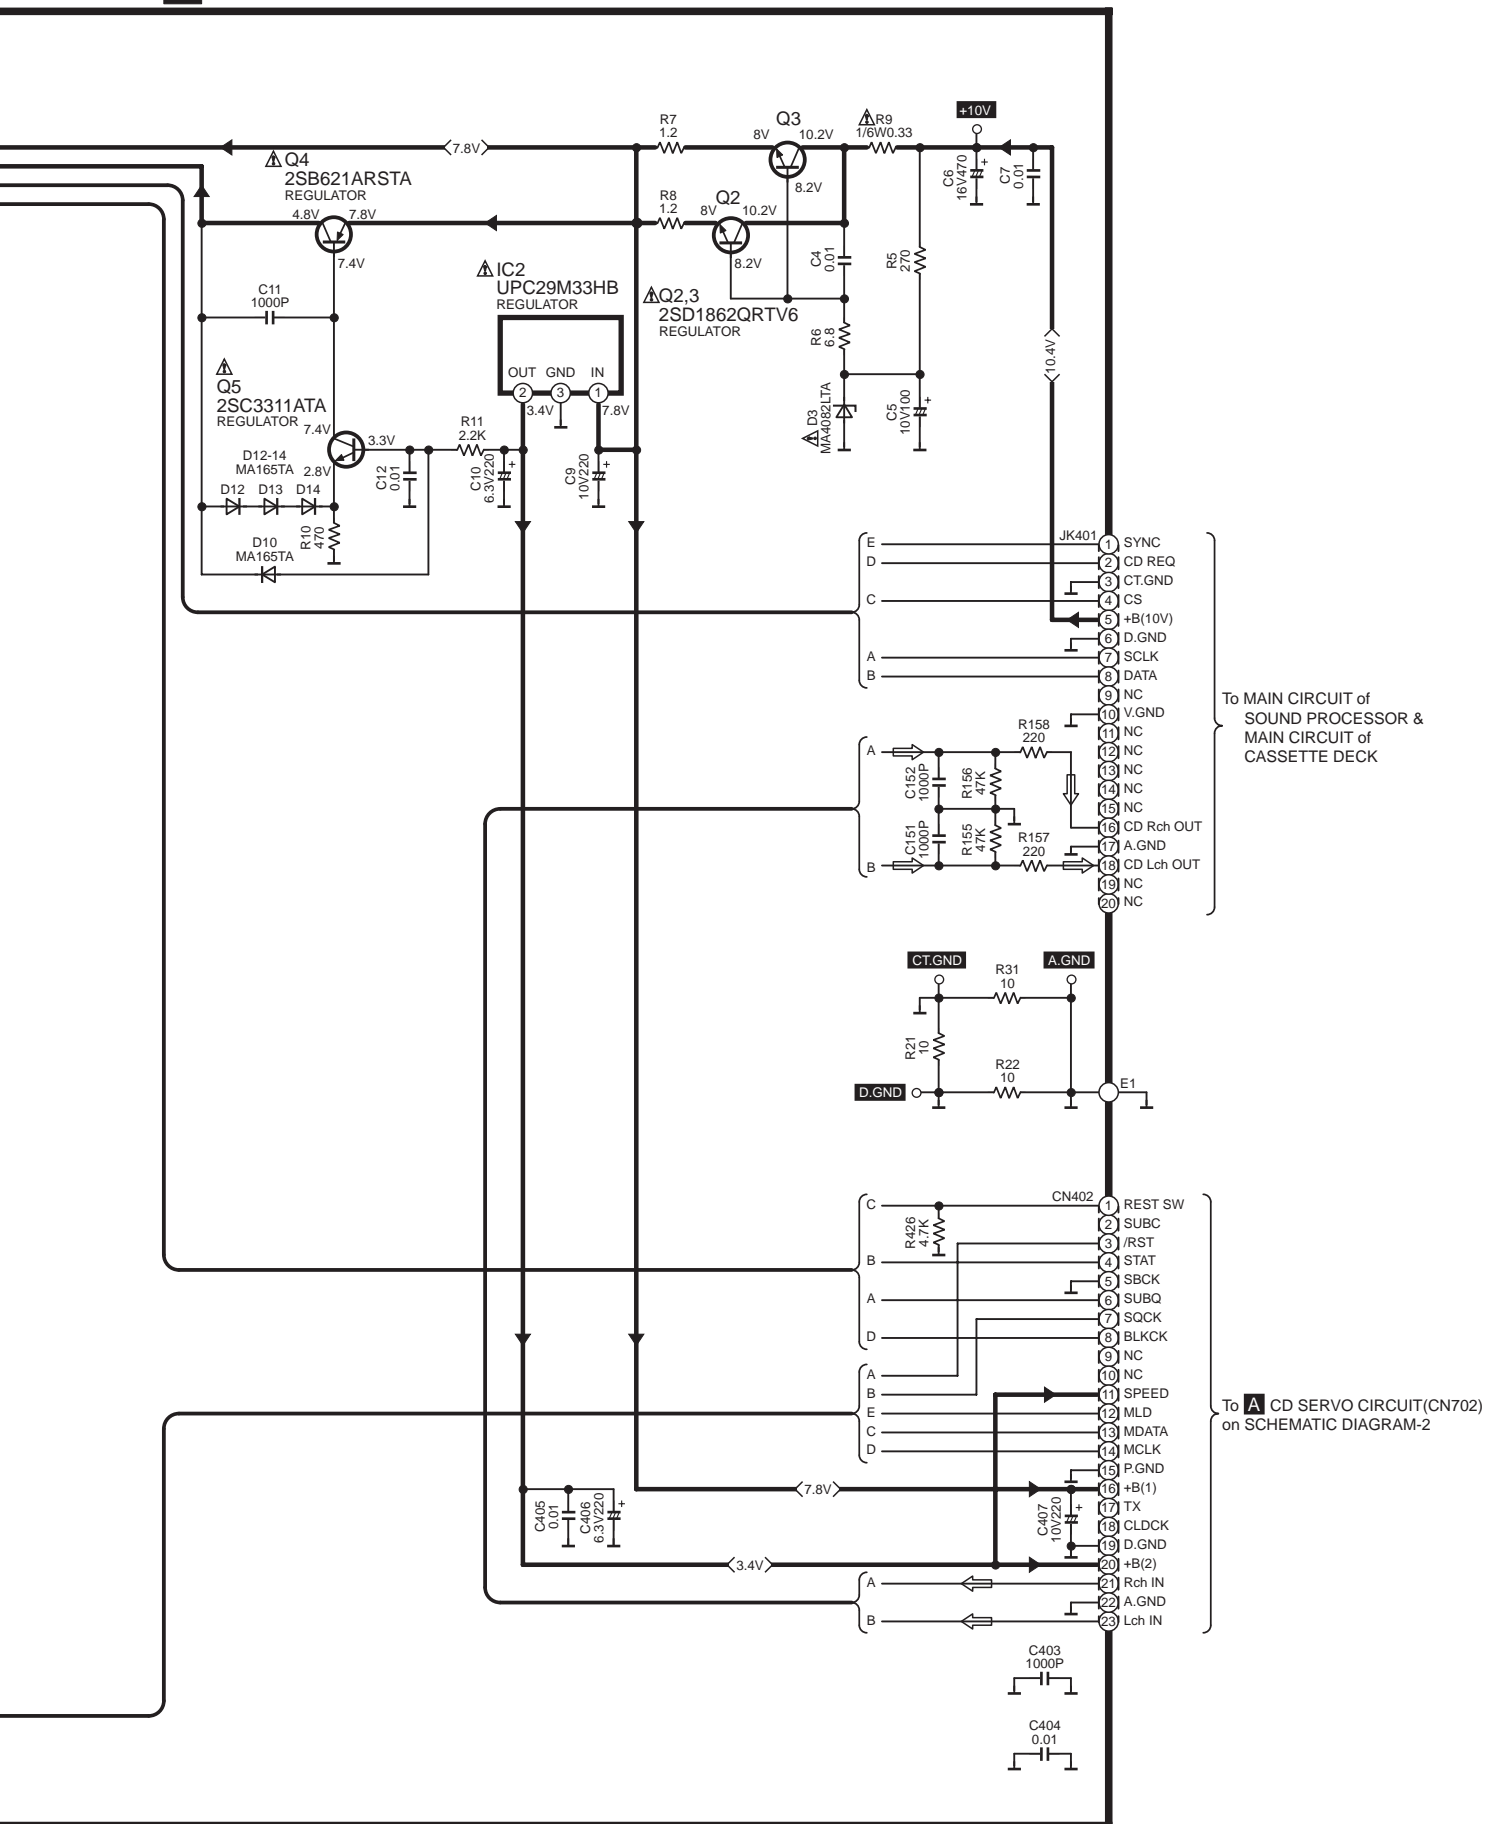 +10V
R7
1.2
Q3
8V
10.2V
8.2V
R9
1/6W0.33
C6
16V470
+
C7
0.01
7.8V
Q4
2SB621ARSTA
REGULATOR
4.8V
7.8V
7.4V
R8
1.2
Q2
8V
10.2V
8.2V
C4
0.01
R5
270
IC2
UPC29M33HB
REGULATOR
Q2,3
2SD1862QRTV6
REGULATOR
C11
1000P
R6
6.8
10.4V
OUT
GND
IN
2
3
1
3.4V
7.8V
Q5
2SC3311ATA
REGULATOR
7.4V
3.3V
2.8V
R11
2.2K
D3
MA4082LTA
C5
10V100
+
D12-14
MA165TA
D12
D13
D14
C12
0.01
C10
6.3V220
+
C9
10V220
+
R10
470
D10
MA165TA
JK401
E
1 SYNC
D
2 CD REQ
3 CT.GND
C
4 CS
5 +B(10V)
6 D.GND
A
7 SCLK
B
8 DATA
9 NC
10 V.GND
11 NC
12 NC
13 NC
14 NC
15 NC
16 CD Rch OUT
17 A.GND
18 CD Lch OUT
19 NC
20 NC
To MAIN CIRCUIT of
SOUND PROCESSOR &
MAIN CIRCUIT of
CASSETTE DECK
A
C152
1000P
R156
47K
R158
220
B
C151
1000P
R155
47K
R157
220
CT.GND
R31
10
A.GND
R21
10
R22
10
D.GND
E1
CN402
C
1 REST SW
R426
4.7K
2 SUBC
3 /RST
B
4 STAT
5 SBCK
A
6 SUBQ
7 SQCK
D
8 BLKCK
9 NC
A
10 NC
B
11 SPEED
E
12 MLD
C
13 MDATA
D
14 MCLK
15 P.GND
7.8V
16 +B(1)
17 TX
18 CLDCK
19 D.GND
3.4V
20 +B(2)
A
21 Rch IN
22 A.GND
B
23 Lch IN
To A CD SERVO CIRCUIT(CN702)
on SCHEMATIC DIAGRAM-2
C405
0.01
C406
6.3V220
+
C407
10V220
+
C403
1000P
C404
0.01